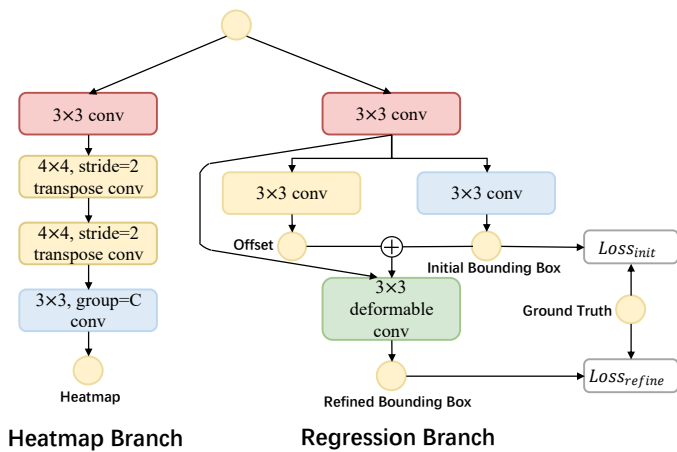 3×3 conv
4×4, stride=2
transpose conv
4×4, stride=2
transpose conv
3×3, group=C
conv
Heatmap
Heatmap Branch
3×3 conv
3×3 conv
3×3 conv
Offset
Initial Bounding Box
3×3
deformable
conv
Refined Bounding Box
Regression Branch
Loss_init
Ground Truth
Loss_refine